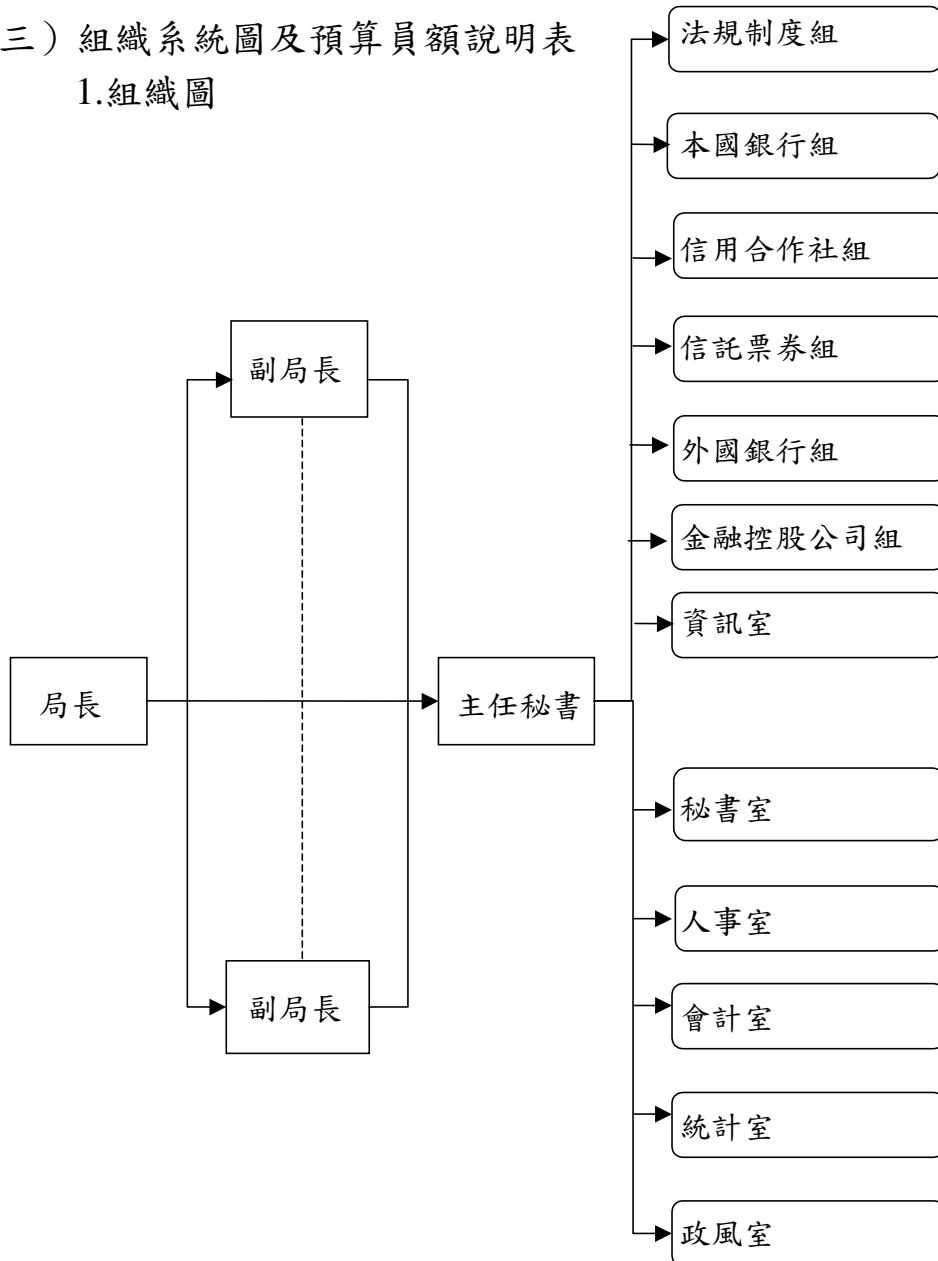 三）組織系統圖及預算員額說明表
1.組織圖
法規制度組
本國銀行組
信用合作社組
信託票券組
副局長
外國銀行組
金融控股公司組
資訊室
局長
主任秘書
秘書室
人事室
副局長
會計室
統計室
政風室